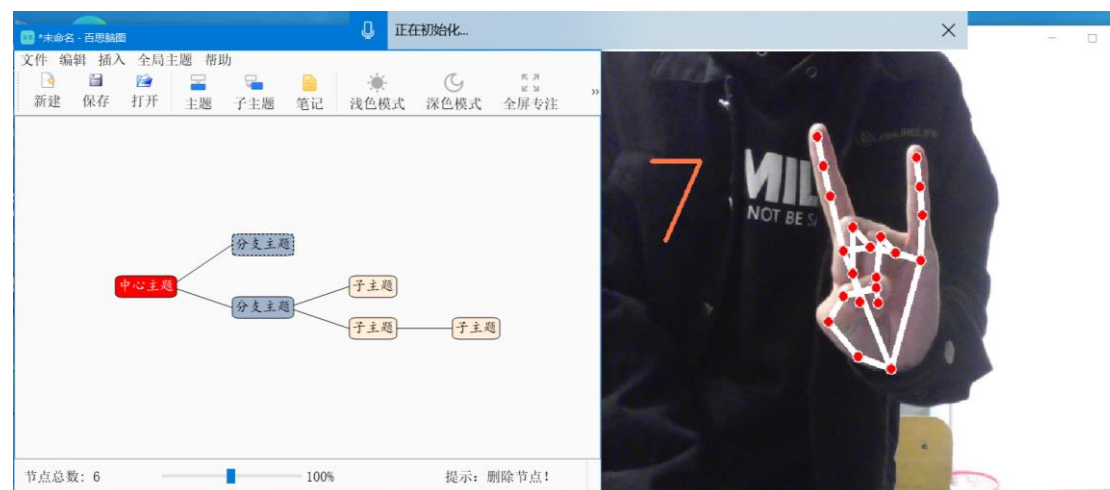 *未命名 - 百思脑图
正在初始化...
文件 编辑 插入 全局主题 帮助
新建 保存 打开 主题 子主题 笔记 浅色模式 深色模式 全屏专注 »
分支主题
中心主题
子主题
分支主题
子主题 子主题
节点总数: 6 100% 提示: 删除节点!
7
MIL
NOT BE